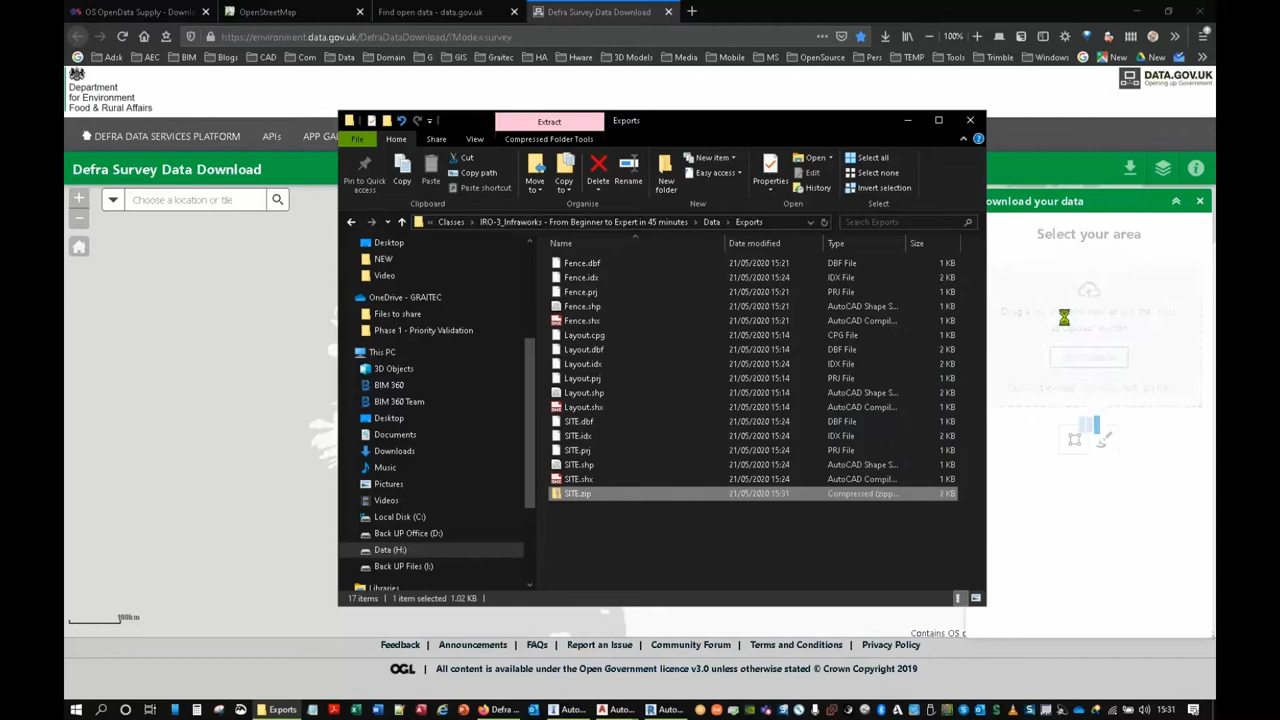 OS OpenData Supply - Downl
OpenStreetMap
Find open data - data.gov.uk
Defra Survey Data Download
https://environment.data.gov.uk/DefraDataDownload/?Mode=survey
100%
Adsk
AEC
BIM
Blogs
CAD
Com
Data
Domain
G
GIS
Graitec
HA
Hware
3D Models
Media
Mobile
MS
OpenSource
Pers
TEMP
Tools
Trimble
Windows
New
New
Department
for Environment
Food & Rural Affairs
DATA.GOV.UK
Opening up Government
DEFRA DATA SERVICES PLATFORM
APIs
APP GA
Defra Survey Data Download
Choose a location or tile
ownload your data
Select your area
Extract
Exports
File
Home
Share
View
Compressed Folder Tools
Pin to Quick access
Copy
Paste
Cut
Copy path
Paste shortcut
Clipboard
Move to
Copy to
Delete
Rename
Organise
New folder
New item
Easy access
New
Properties
Open
Edit
History
Open
Select all
Select none
Invert selection
Select
« Classes > IRO-3_Infraworks - From Beginner to Expert in 45 minutes > Data > Exports
Search Exports
Desktop
NEW
Video
OneDrive - GRAITEC
Files to share
Phase 1 - Priority Validation
This PC
3D Objects
BIM 360
BIM 360 Team
Desktop
Documents
Downloads
Music
Pictures
Videos
Local Disk (C:)
Back UP Office (D:)
Data (H:)
Back UP Files (I:)
Libraries
Name Date modified Type Size
Fence.dbf 21/05/2020 15:21 DBF File 1 KB
Fence.idx 21/05/2020 15:21 IDX File 1 KB
Fence.prj 21/05/2020 15:21 PRJ File 1 KB
Fence.shp 21/05/2020 15:21 AutoCAD Shape S... 1 KB
Fence.shx 21/05/2020 15:21 AutoCAD Compil... 1 KB
Layout.cpg 21/05/2020 15:14 CPG File 1 KB
Layout.dbf 21/05/2020 15:14 DBF File 2 KB
Layout.idx 21/05/2020 15:14 IDX File 2 KB
Layout.prj 21/05/2020 15:14 PRJ File 1 KB
Layout.shp 21/05/2020 15:14 AutoCAD Shape S... 2 KB
Layout.shx 21/05/2020 15:14 AutoCAD Compil... 1 KB
SITE.dbf 21/05/2020 15:24 DBF File 1 KB
SITE.idx 21/05/2020 15:24 IDX File 2 KB
SITE.prj 21/05/2020 15:24 PRJ File 1 KB
SITE.shp 21/05/2020 15:24 AutoCAD Shape S... 1 KB
SITE.shx 21/05/2020 15:24 AutoCAD Compil... 1 KB
SITE.zip 21/05/2020 15:31 Compressed (zipp... 2 KB
17 items
1 item selected 1.02 KB
100km
Contains OS
Feedback
Announcements
FAQs
Report an Issue
Community Forum
Terms and Conditions
Privacy Policy
OGL All content is available under the Open Government licence v3.0 unless otherwise stated © Crown Copyright 2019
Exports
Defra ...
Auto...
Auto...
Auto...
15:31